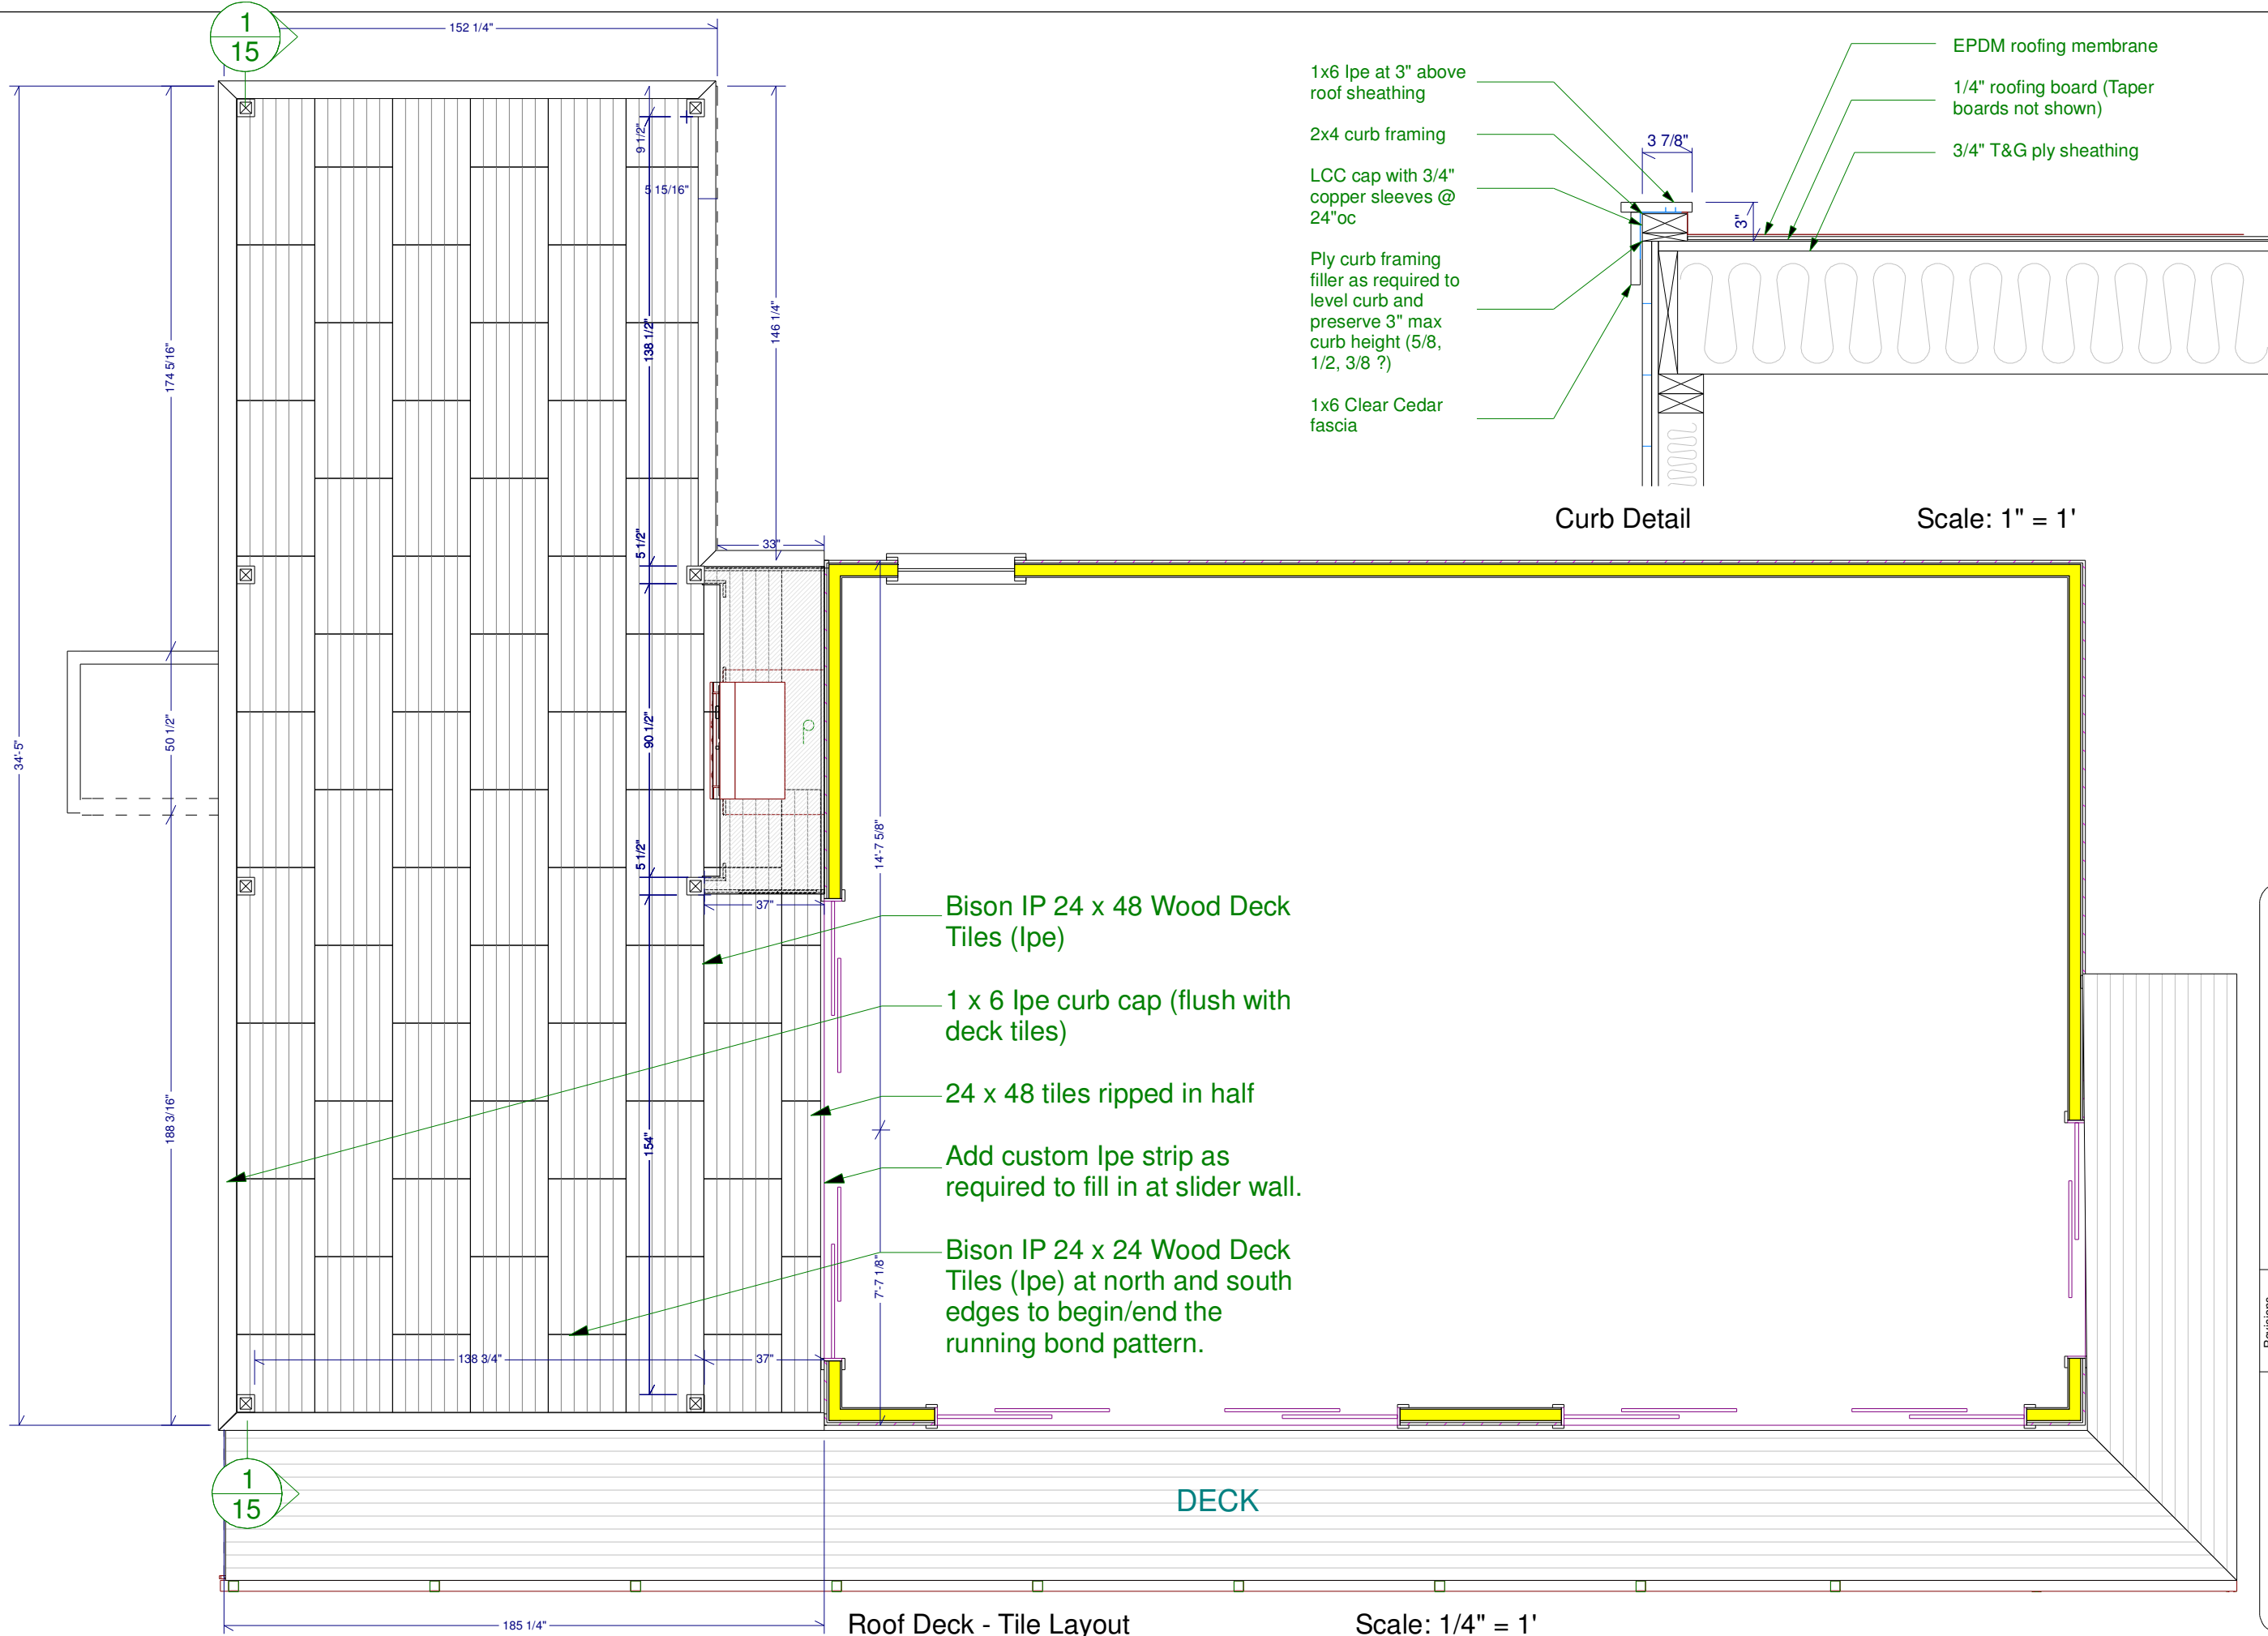 1
15
152 1/4"
34'-5"
174 5/16"
50 1/2"
188 3/16"
9 1/2"
5 15/16"
138 1/2"
146 1/4"
5 1/2"
33"
90 1/2"
5 1/2"
37"
154"
138 3/4"
37"
14'-7 5/8"
7'-7 1/8"
1x6 Ipe at 3" above
roof sheathing
2x4 curb framing
LCC cap with 3/4"
copper sleeves @
24"oc
Ply curb framing
filler as required to
level curb and
preserve 3" max
curb height (5/8,
1/2, 3/8 ?)
1x6 Clear Cedar
fascia
3 7/8"
3"
EPDM roofing membrane
1/4" roofing board (Taper
boards not shown)
3/4" T&G ply sheathing
Curb Detail
Scale: 1" = 1'
Bison IP 24 x 48 Wood Deck
Tiles (Ipe)
1 x 6 Ipe curb cap (flush with
deck tiles)
24 x 48 tiles ripped in half
Add custom Ipe strip as
required to fill in at slider wall.
Bison IP 24 x 24 Wood Deck
Tiles (Ipe) at north and south
edges to begin/end the
running bond pattern.
1
15
DECK
185 1/4"
Roof Deck - Tile Layout
Scale: 1/4" = 1'